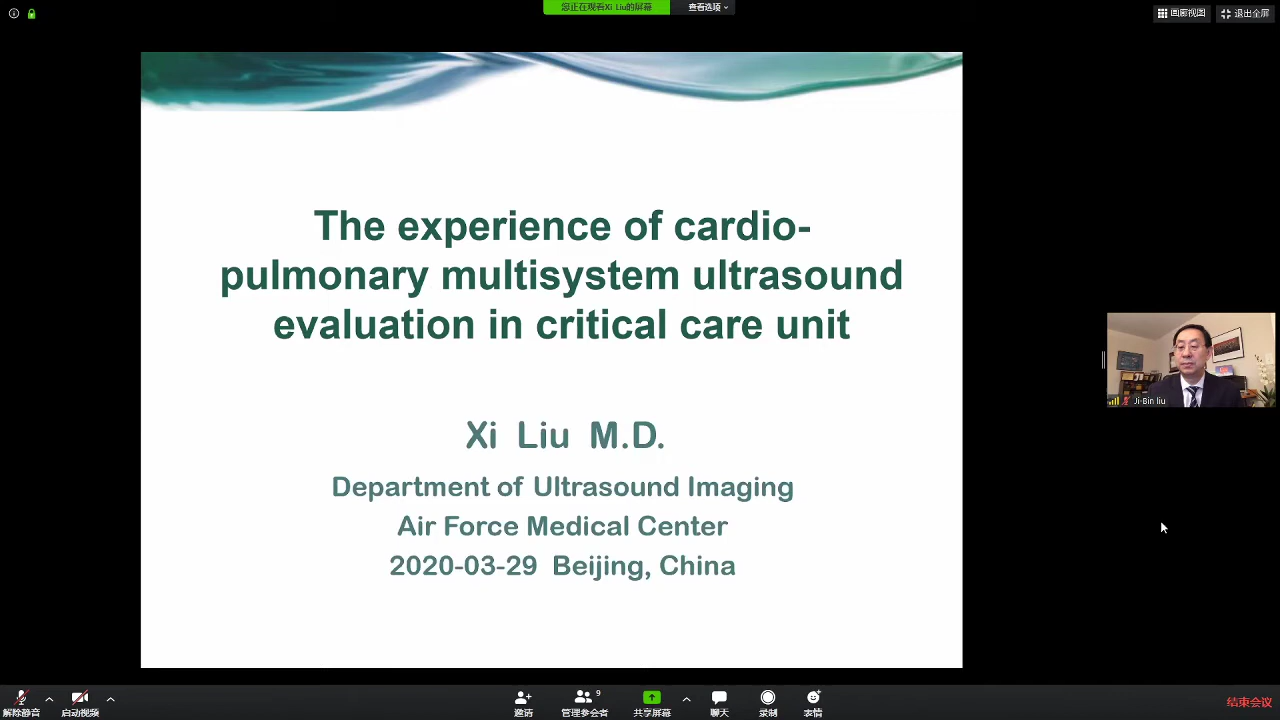 您正在观看Xi Liu的屏幕
查看选项
画廊视图
退出全屏
The experience of cardio-
pulmonary multisystem ultrasound
evaluation in critical care unit
Xi Liu M.D.
Department of Ultrasound Imaging
Air Force Medical Center
2020-03-29 Beijing, China
Ji-Bin liu
解除静音
启动视频
邀请
管理参会者
9
共享屏幕
聊天
录制
表情
结束会议